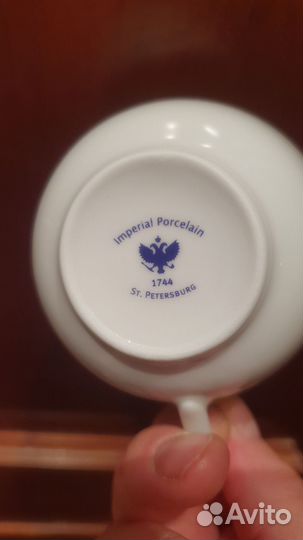 Imperial Porcelain
1744
ST. PETERSBURG
Avito